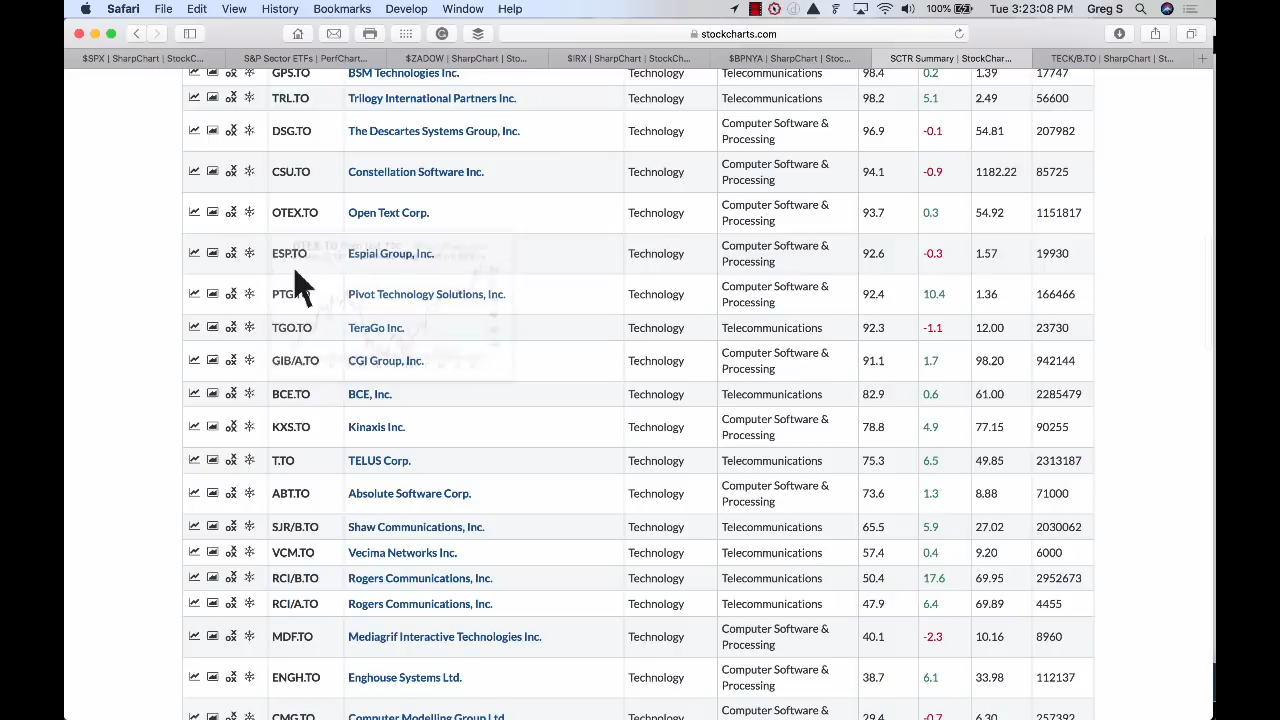 Safari File Edit View History Bookmarks Develop Window Help 100% Tue 3:23:08 PM Greg S
stockcharts.com
$SPX | SharpChart | StockC... S&P Sector ETFs | PerfChart... $ZADOW | SharpChart | Sto... $IRX | SharpChart | StockCh... $BPNYA | SharpChart | Stoc... SCTR Summary | StockChar... TECK/B.TO | SharpChart | St...
GPS.TO BSM Technologies Inc. Technology Telecommunications 98.4 0.2 1.39 17747
TRL.TO Trilogy International Partners Inc. Technology Telecommunications 98.2 5.1 2.49 56600
DSG.TO The Descartes Systems Group, Inc. Technology Computer Software & Processing 96.9 -0.1 54.81 207982
CSU.TO Constellation Software Inc. Technology Computer Software & Processing 94.1 -0.9 1182.22 85725
OTEX.TO Open Text Corp. Technology Computer Software & Processing 93.7 0.3 54.92 1151817
ESP.TO Espial Group, Inc. Technology Computer Software & Processing 92.6 -0.3 1.57 19930
Pivot Technology Solutions, Inc. Technology Computer Software & Processing 92.4 10.4 1.36 166466
TGO.TO TeraGo Inc. Technology Telecommunications 92.3 -1.1 12.00 23730
GIB/A.TO CGI Group, Inc. Technology Computer Software & Processing 91.1 1.7 98.20 942144
BCE.TO BCE, Inc. Technology Telecommunications 82.9 0.6 61.00 2285479
KXS.TO Kinaxis Inc. Technology Computer Software & Processing 78.8 4.9 77.15 90255
T.TO TELUS Corp. Technology Telecommunications 75.3 6.5 49.85 2313187
ABT.TO Absolute Software Corp. Technology Computer Software & Processing 73.6 1.3 8.88 71000
SJR/B.TO Shaw Communications, Inc. Technology Telecommunications 65.5 5.9 27.02 2030062
VCM.TO Vecima Networks Inc. Technology Telecommunications 57.4 0.4 9.20 6000
RCI/B.TO Rogers Communications, Inc. Technology Telecommunications 50.4 17.6 69.95 2952673
RCI/A.TO Rogers Communications, Inc. Technology Telecommunications 47.9 6.4 69.89 4455
MDF.TO Mediagrif Interactive Technologies Inc. Technology Computer Software & Processing 40.1 -2.3 10.16 8960
ENGH.TO Enghouse Systems Ltd. Technology Computer Software & Processing 38.7 6.1 33.98 112137
CMG.TO Computer Modelling Group Ltd. Technology Computer Software & 29.4 -0.7 6.30 257392